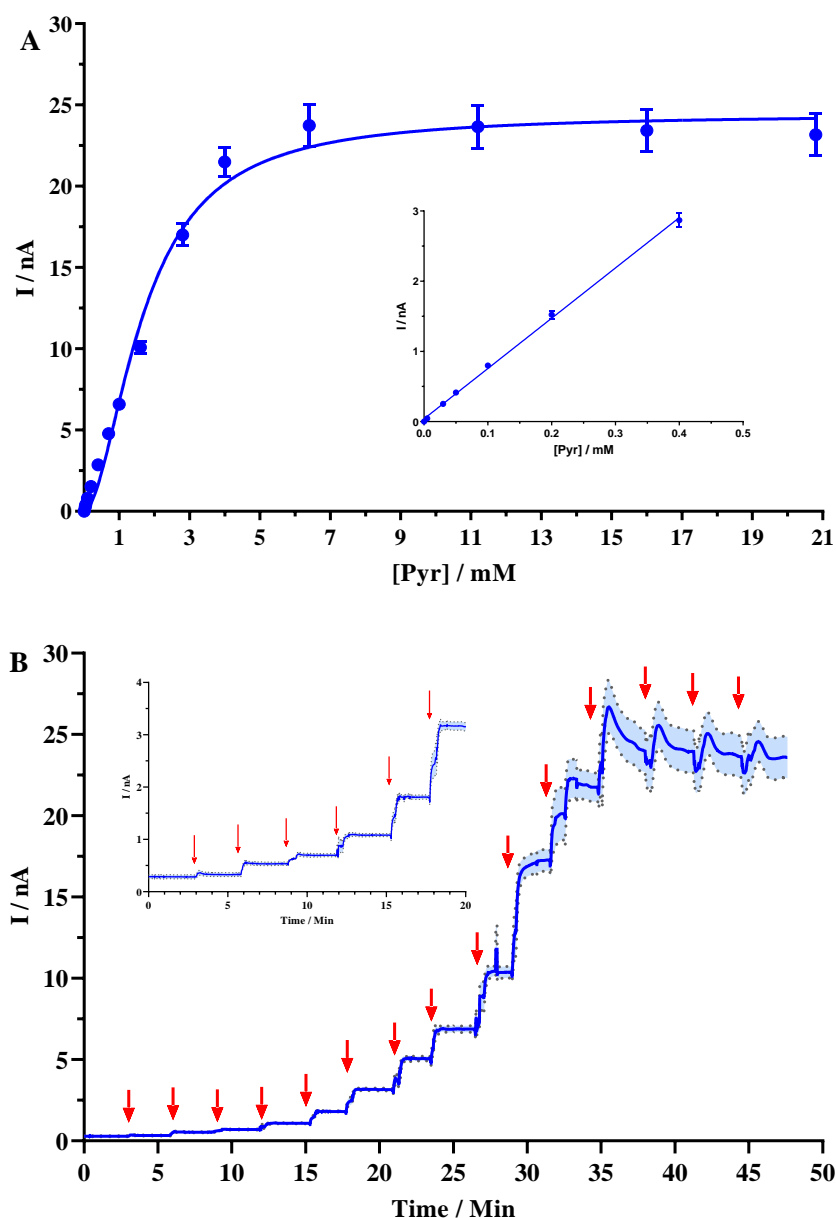 A
30
25
20
15
10
5
0
I / nA
1 3 5 7 9 11 13 15 17 19 21
[Pyr] / mM
3
2
1
0
I / nA
0.0 0.1 0.2 0.3 0.4 0.5
[Pyr] / mM
B
30
25
20
15
10
5
0
I / nA
0 5 10 15 20 25 30 35 40 45 50
Time / Min
4
3
2
1
0
I / nA
0 5 10 15 20
Time / Min